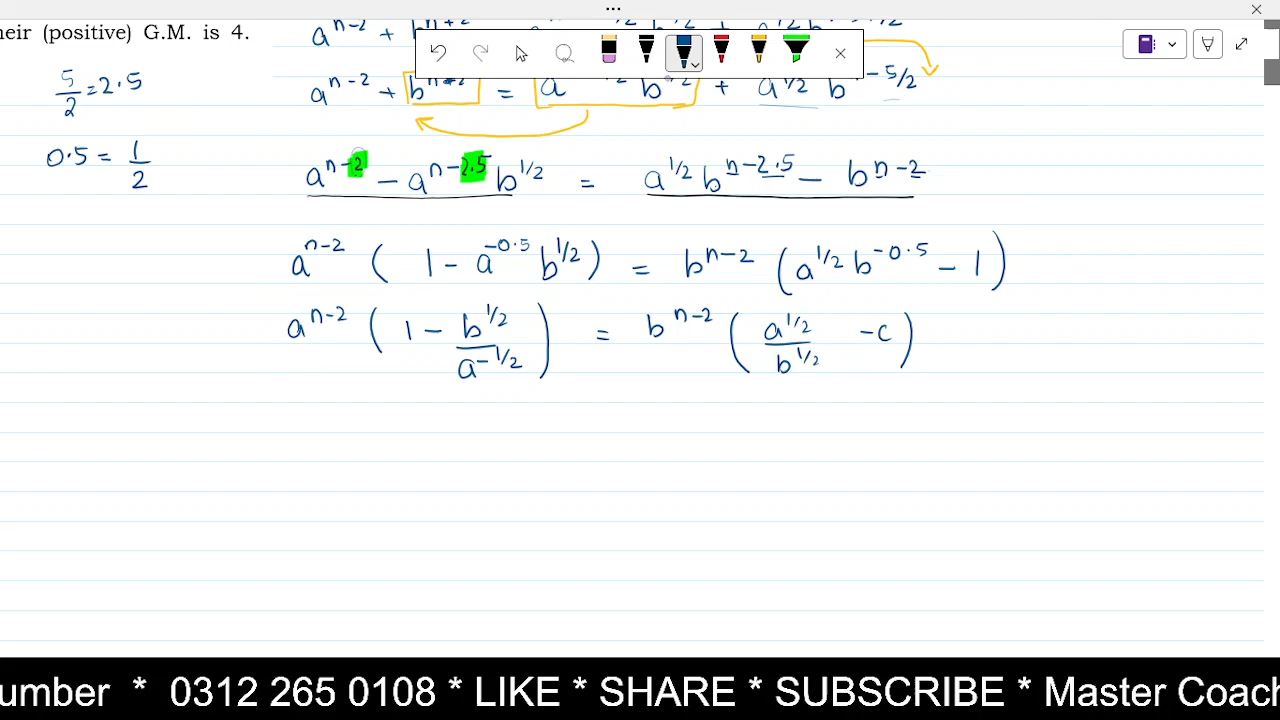 heir (positive) G.M. is 4.
5/2 = 2.5
0.5 = 1/2
a^{n-2} + b^{n+2}
a^{n-2} + b^{n-2} = a b^{1/2} + a^{1/2} b^{-5/2}
a^{n-2} - a^{n-2.5} b^{1/2} = a^{1/2} b^{n-2.5} - b^{n-2}
a^{n-2} ( 1 - a^{-0.5} b^{1/2} ) = b^{n-2} ( a^{1/2} b^{-0.5} - 1 )
a^{n-2} ( 1 - b^{1/2}/a^{-1/2} ) = b^{n-2} ( a^{1/2}/b^{1/2} -c )
umber * 0312 265 0108 * LIKE * SHARE * SUBSCRIBE * Master Coach